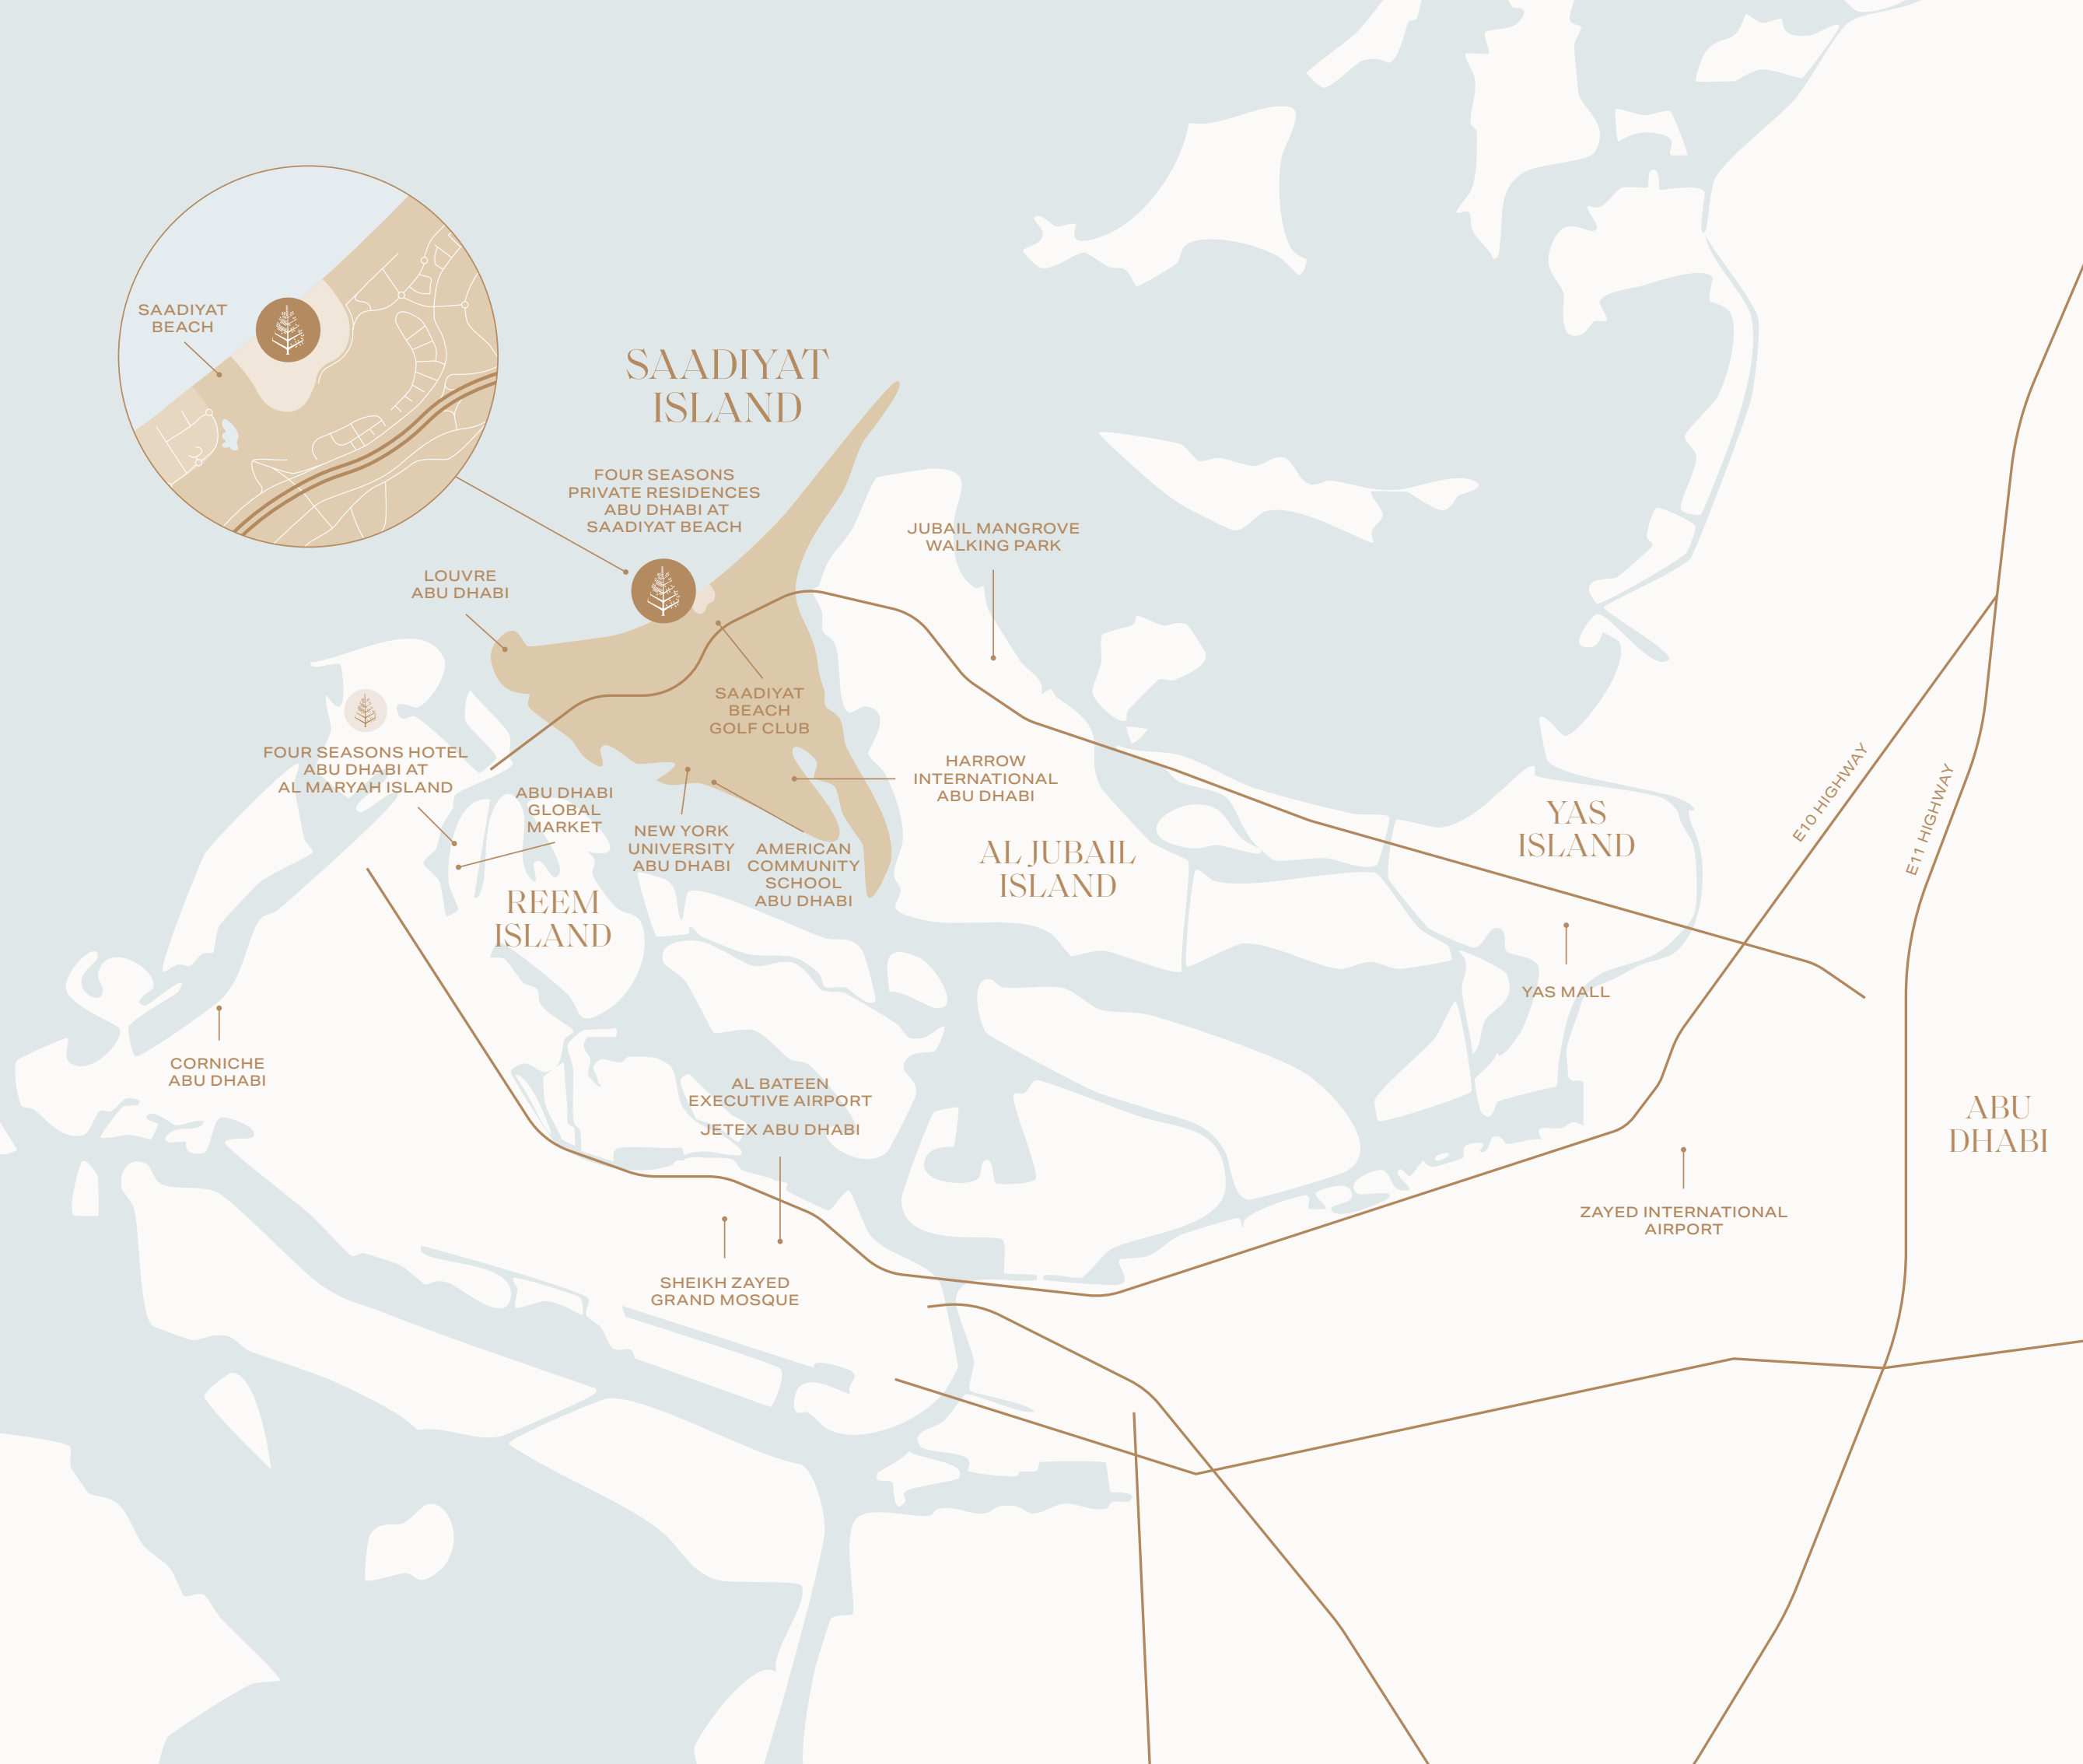 SAADIYAT
BEACH
SAADIYAT
ISLAND
FOUR SEASONS
PRIVATE RESIDENCES
ABU DHABI AT
SAADIYAT BEACH
LOUVRE
ABU DHABI
JUBAIL MANGROVE
WALKING PARK
SAADIYAT
BEACH
GOLF CLUB
FOUR SEASONS HOTEL
ABU DHABI AT
AL MARYAH ISLAND
ABU DHABI
GLOBAL
MARKET
HARROW
INTERNATIONAL
ABU DHABI
NEW YORK
UNIVERSITY
ABU DHABI
AMERICAN
COMMUNITY
SCHOOL
ABU DHABI
AL JUBAIL
ISLAND
YAS
ISLAND
E10 HIGHWAY
E11 HIGHWAY
REEM
ISLAND
YAS MALL
CORNICHE
ABU DHABI
AL BATEEN
EXECUTIVE AIRPORT
JETEX ABU DHABI
ABU
DHABI
ZAYED INTERNATIONAL
AIRPORT
SHEIKH ZAYED
GRAND MOSQUE